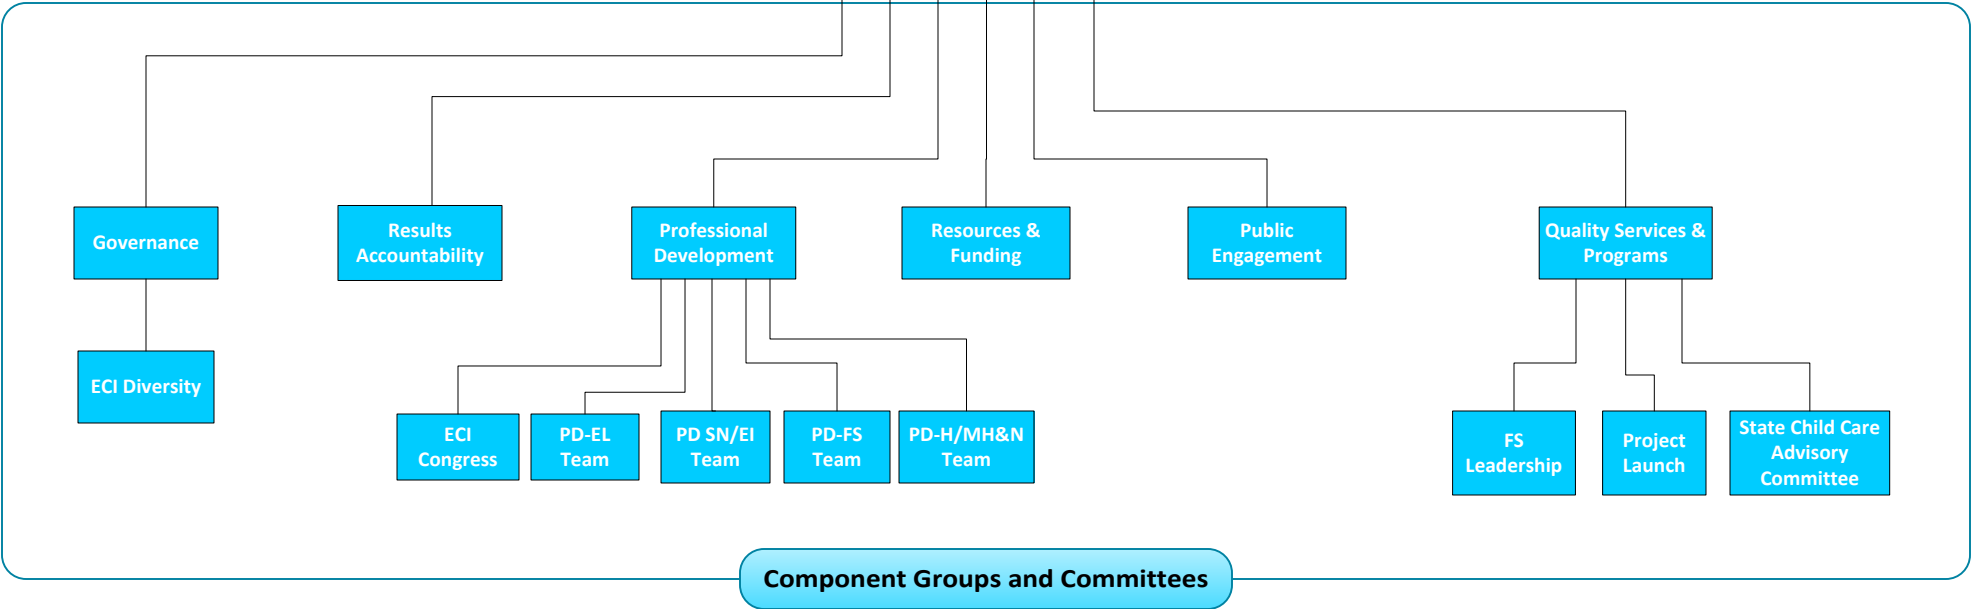 Governance
Results
Accountability
Professional
Development
Resources &
Funding
Public
Engagement
Quality Services &
Programs
ECI Diversity
ECI
Congress
PD-EL
Team
PD SN/EI
Team
PD-FS
Team
PD-H/MH&N
Team
FS
Leadership
Project
Launch
State Child Care
Advisory
Committee
Component Groups and Committees